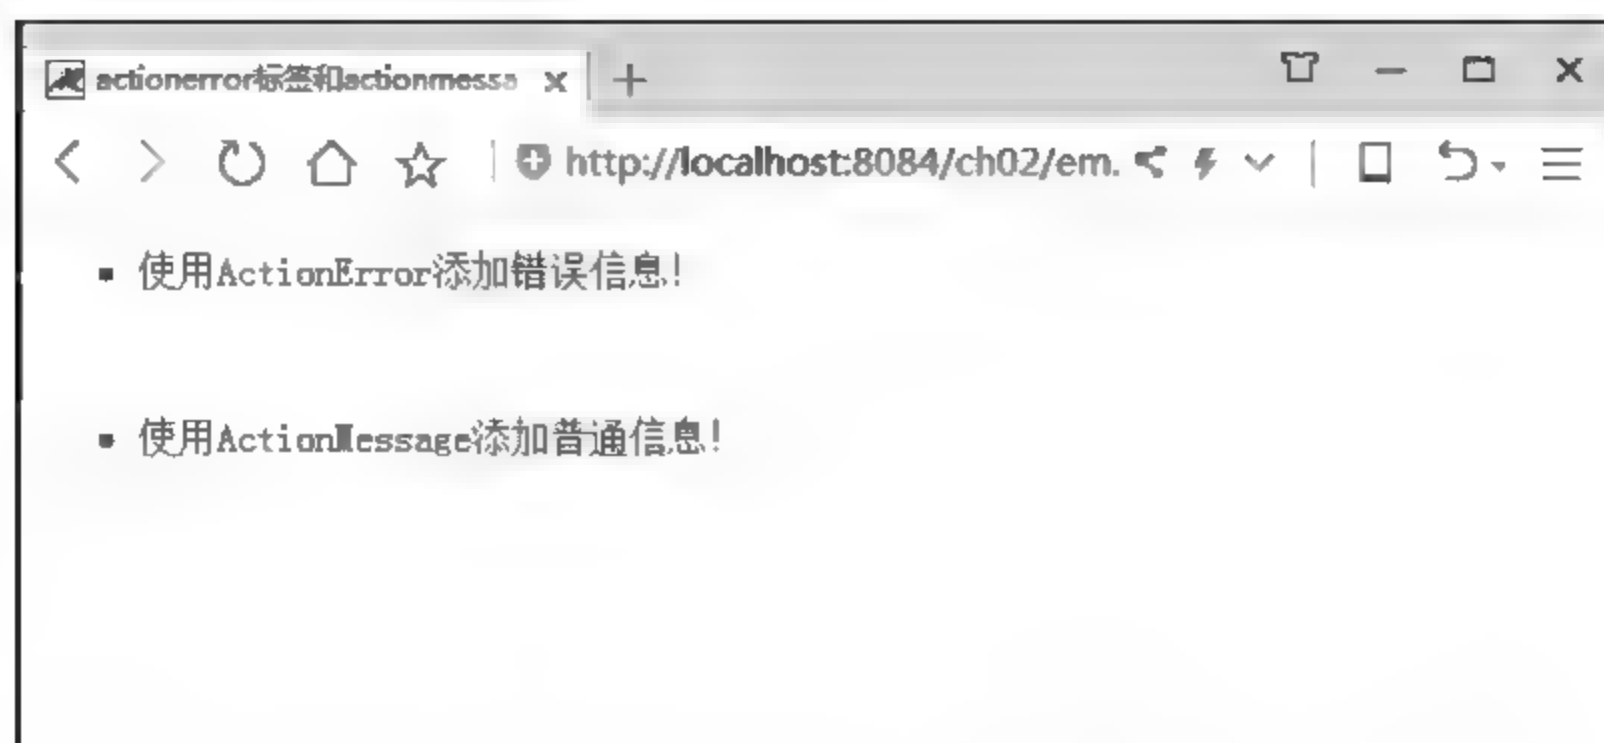 actionerror标签和actionmessa
http://localhost:8084/ch02/em.
使用ActionError添加错误信息!
使用ActionMessage添加普通信息!